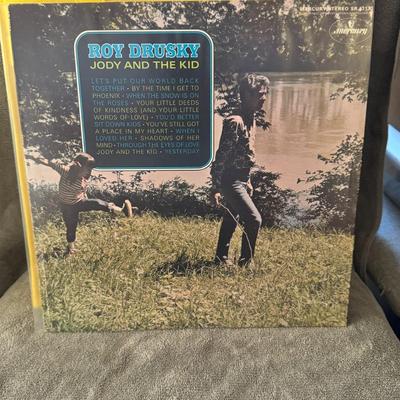 MERCURY STEREO SR
mercury
ROY DRUSKY
JODY AND THE KID
LET'S PUT OUR WORLD BACK
TOGETHER • BY THE TIME I GET TO
PHOENIX • WHEN THE SNOW IS ON
THE ROSES • YOUR LITTLE DEEDS
OF KINDNESS (AND YOUR LITTLE
WORDS OF LOVE) • YOU'D BETTER
SIT DOWN KIDS • YOU'VE STILL GOT
A PLACE IN MY HEART • WHEN I
LOVED HER • SHADOWS OF HER
MIND • THROUGH THE EYES OF LOVE
JODY AND THE KID • YESTERDAY